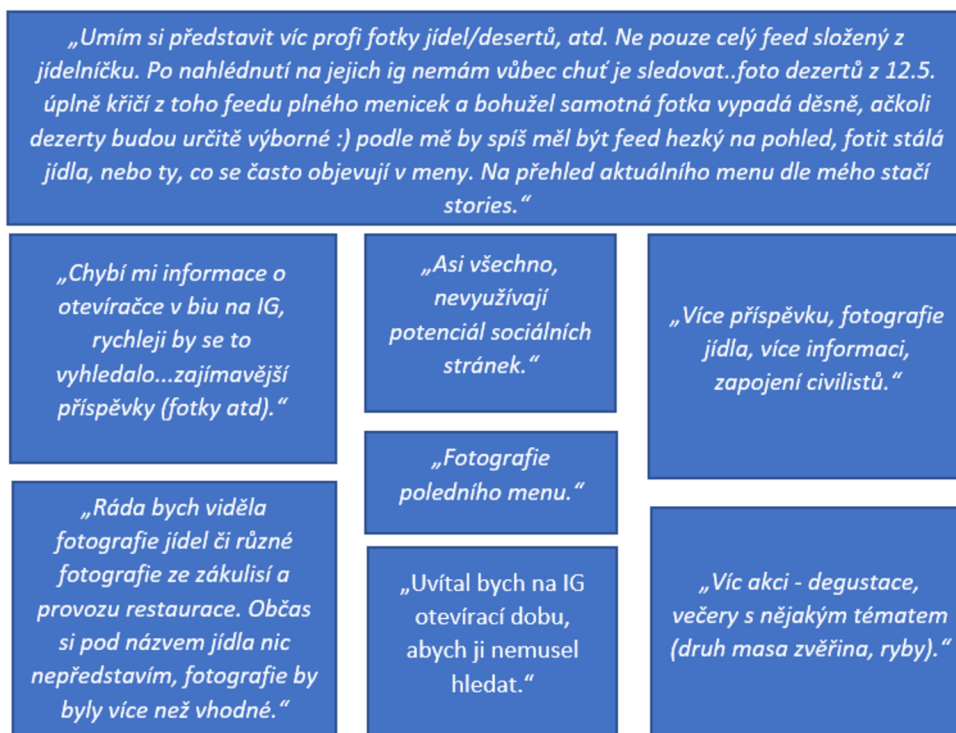 „Umím si představit víc profi fotky jídel/desertů, atd. Ne pouze celý feed složený z
jídelníčku. Po nahlédnutí na jejich ig nemám vůbec chuť je sledovat..foto dezertů z 12.5.
úplně křičí z toho feedu plného menicek a bohužel samotná fotka vypadá děsně, ačkoli
dezerty budou určitě výborné :) podle mě by spíš měl být feed hezký na pohled, fotit stálá
jídla, nebo ty, co se často objevují v meny. Na přehled aktuálního menu dle mého stačí
stories.“
„Chybí mi informace o
otevíračce v biu na IG,
rychleji by se to
vyhledalo...zajímavější
příspěvky (fotky atd).“
„Asi všechno,
nevyužívají
potenciál sociálních
stránek.“
„Více příspěvku, fotografie
jídla, více informaci,
zapojení civilistů.“
„Fotografie
poledního menu.“
„Ráda bych viděla
fotografie jídel či různé
fotografie ze zákulisí a
provozu restaurace. Občas
si pod názvem jídla nic
nepředstavím, fotografie by
byly více než vhodné.“
„Uvítal bych na IG
otevírací dobu,
abych ji nemusel
hledat.“
„Víc akci - degustace,
večery s nějakým tématem
(druh masa zvěřina, ryby).“